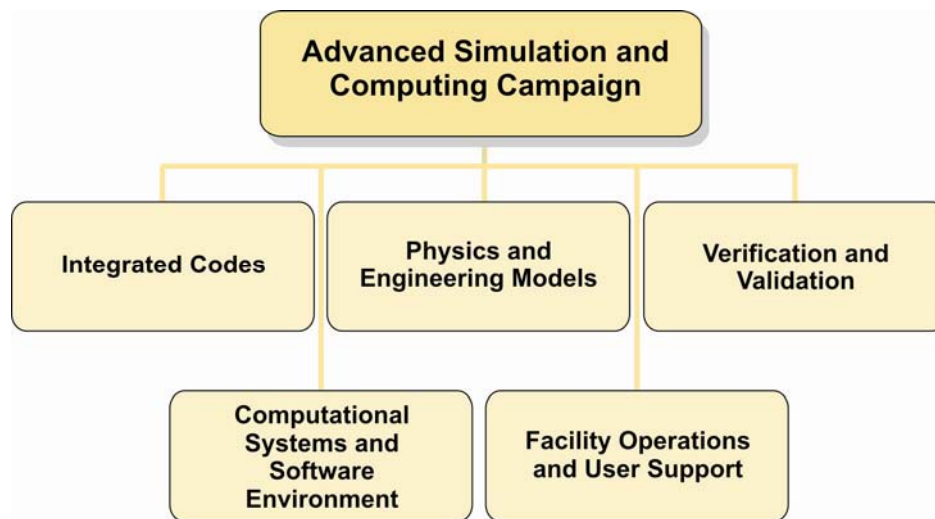 Advanced Simulation and
Computing Campaign
Integrated Codes
Physics and
Engineering Models
Verification and
Validation
Computational
Systems and
Software
Environment
Facility Operations
and User Support